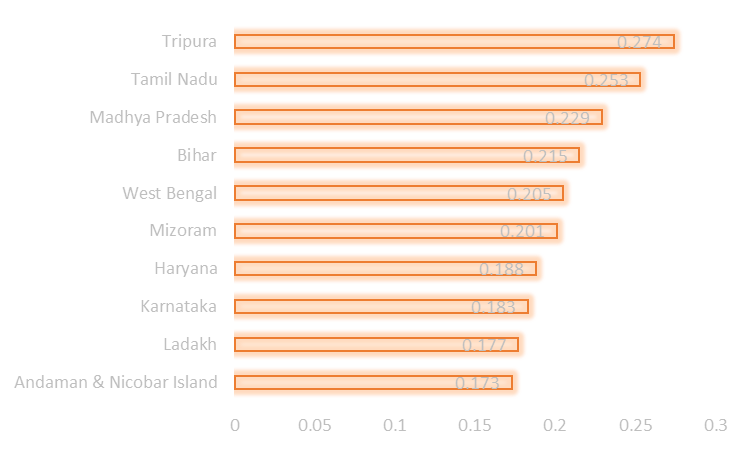 Tripura 0.274
Tamil Nadu 0.253
Madhya Pradesh 0.229
Bihar 0.215
West Bengal 0.205
Mizoram 0.201
Haryana 0.188
Karnataka 0.183
Ladakh 0.177
Andaman & Nicobar Island 0.173
0 0.05 0.1 0.15 0.2 0.25 0.3